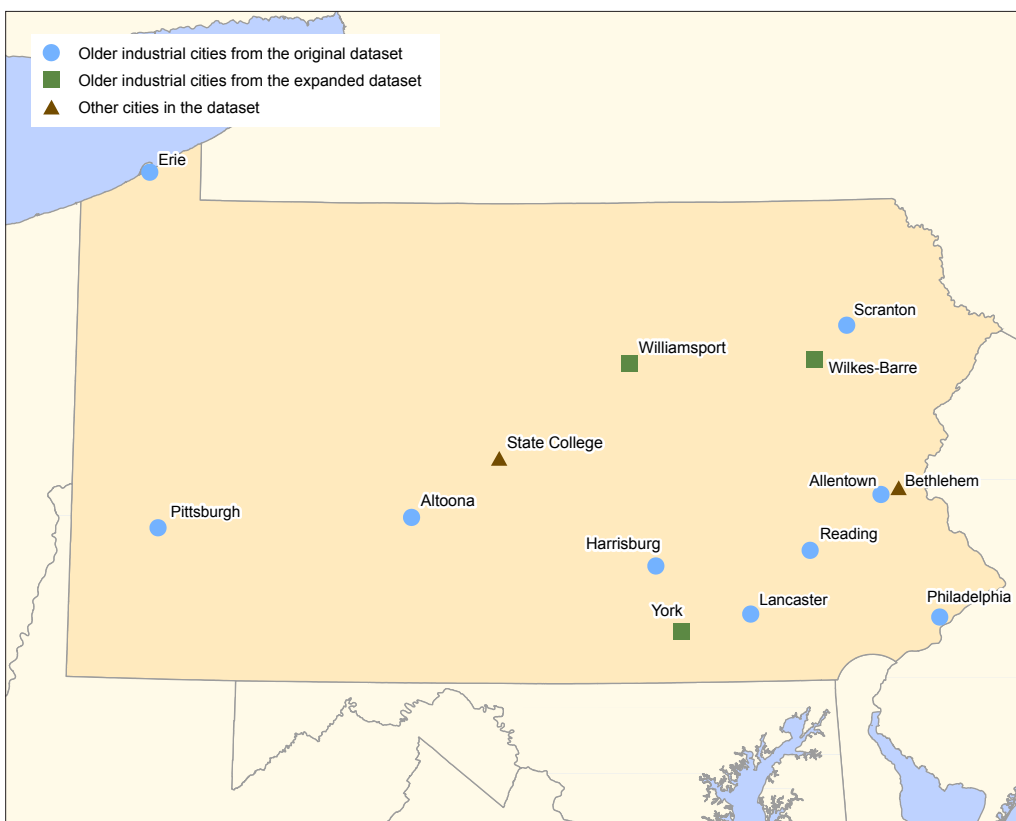 Older industrial cities from the original dataset
Older industrial cities from the expanded dataset
Other cities in the dataset
Erie
Scranton
Williamsport
Wilkes-Barre
State College
Allentown
Bethlehem
Altoona
Pittsburgh
Reading
Harrisburg
Philadelphia
Lancaster
York